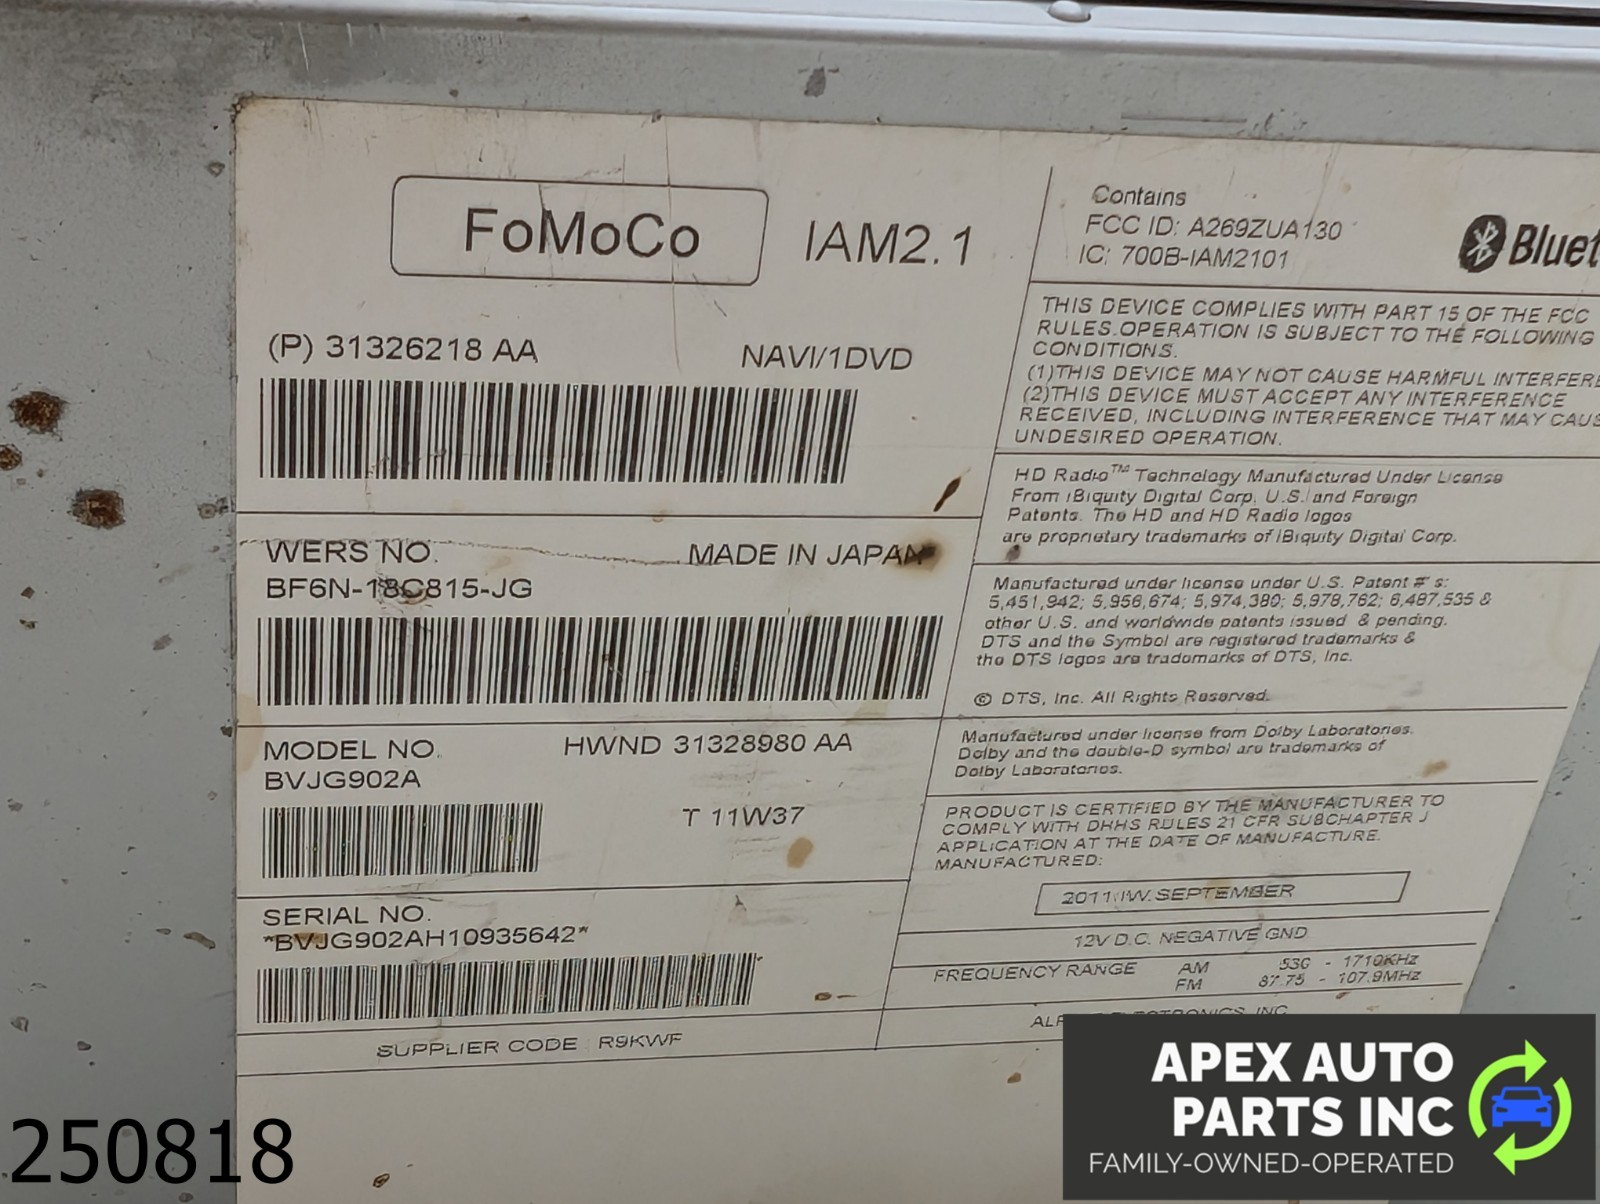 FoMoCo
IAM2.1
(P) 31326218 AA
NAVI/1DVD
WERS NO.
MADE IN JAPAN
BF6N-18C815-JG
MODEL NO.
HWND 31328980 AA
BVJG902A
T 11W37
SERIAL NO.
*BVJG902AH10935642*
SUPPLIER CODE R9KWF
Contains
FCC ID: A269ZUA130
IC: 700B-IAM2101
THIS DEVICE COMPLIES WITH PART 15 OF THE FCC
RULES.OPERATION IS SUBJECT TO THE FOLLOWING
CONDITIONS.
(1)THIS DEVICE MAY NOT CAUSE HARMFUL
(2)THIS DEVICE MUST ACCEPT ANY INTERFERENCE
RECEIVED, INCLUDING INTERFERENCE THAT MAY
UNDESIRED OPERATION.
HD Radio™ Technology Manufactured Under License
From iBiquity Digital Corp. U.S. and Foreign
Patents. The HD and HD Radio logos
are proprietary trademarks of iBiquity Digital Corp.
Manufactured under license under U.S. Patent #'s:
5,451,942; 5,956,674; 5,974,380; 5,978,762; 6,487,535 &
other U.S. and worldwide patents issued & pending.
DTS and the Symbol are registered trademarks &
the DTS logos are trademarks of DTS, Inc.
© DTS, Inc. All Rights Reserved.
Manufactured under license from Dolby Laboratories.
Dolby and the double-D symbol are trademarks of
Dolby Laboratories.
PRODUCT IS CERTIFIED BY THE MANUFACTURER TO
COMPLY WITH DHHS RULES 21 CFR SUBCHAPTER J
APPLICATION AT THE DATE OF MANUFACTURE.
MANUFACTURED:
2011/IW.SEPTEMBER
12V D.C. NEGATIVE GND
FREQUENCY RANGE AM 530 - 1710KHz
FM 87.75 - 107.9MHz
250818
APEX AUTO
PARTS INC
FAMILY-OWNED-OPERATED